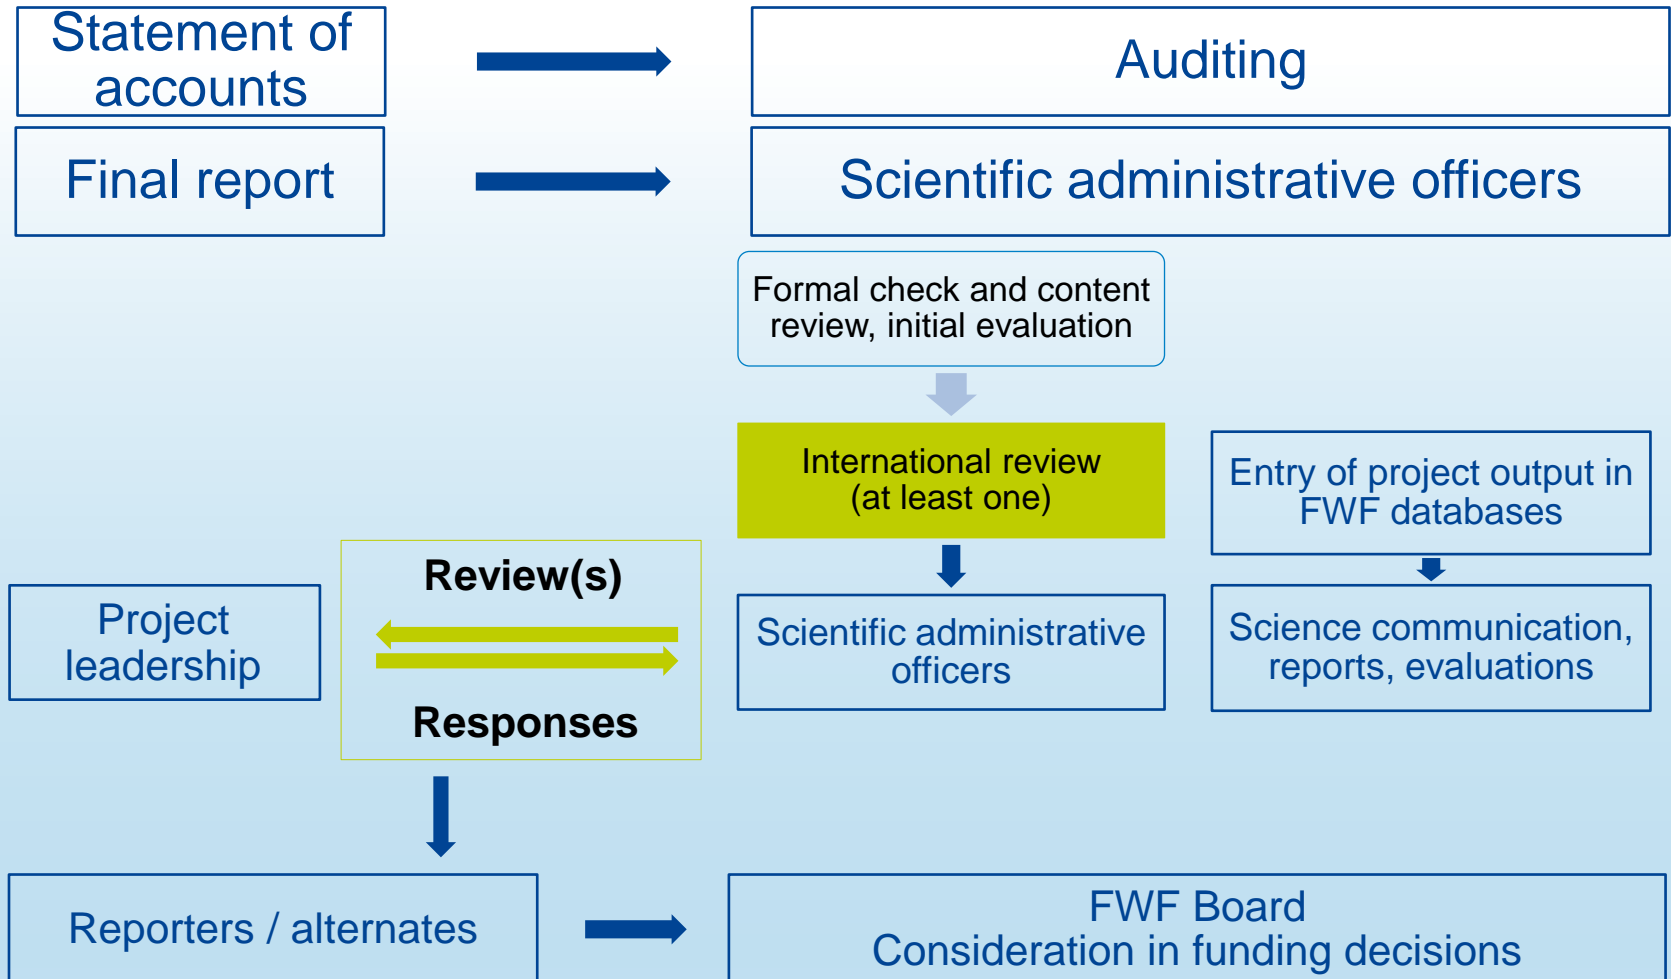 Statement of
accounts
Auditing
Final report
Scientific administrative officers
Formal check and content
review, initial evaluation
International review
(at least one)
Entry of project output in
FWF databases
Review(s)
Project
leadership
Responses
Scientific administrative
officers
Science communication,
reports, evaluations
Reporters / alternates
FWF Board
Consideration in funding decisions